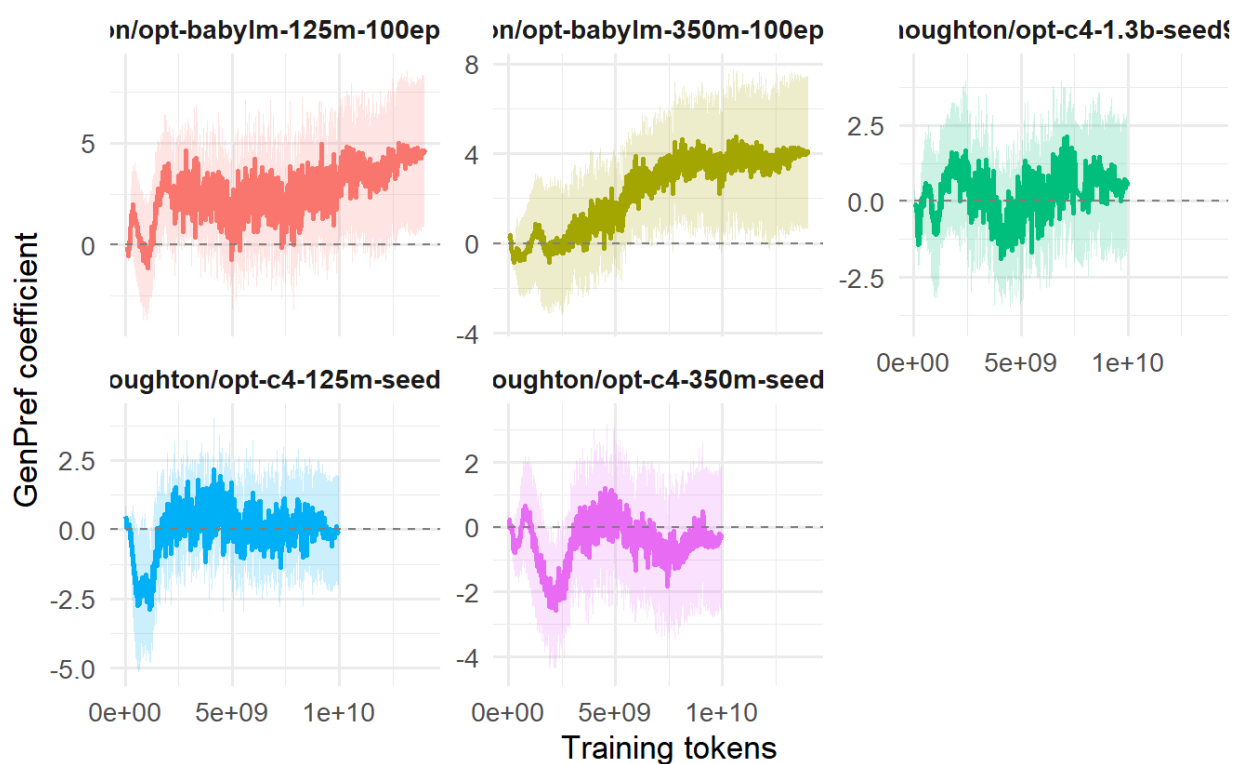 on/opt-babylm-125m-100ep
on/opt-babylm-350m-100ep
houghton/opt-c4-1.3b-seed9
5
0
8
4
0
-4
2.5
0.0
-2.5
0e+00 5e+09 1e+10
oughton/opt-c4-125m-seed
oughton/opt-c4-350m-seed
2.5
0.0
-2.5
-5.0
2
0
-2
-4
0e+00 5e+09 1e+10
0e+00 5e+09 1e+10
GenPref coefficient
Training tokens